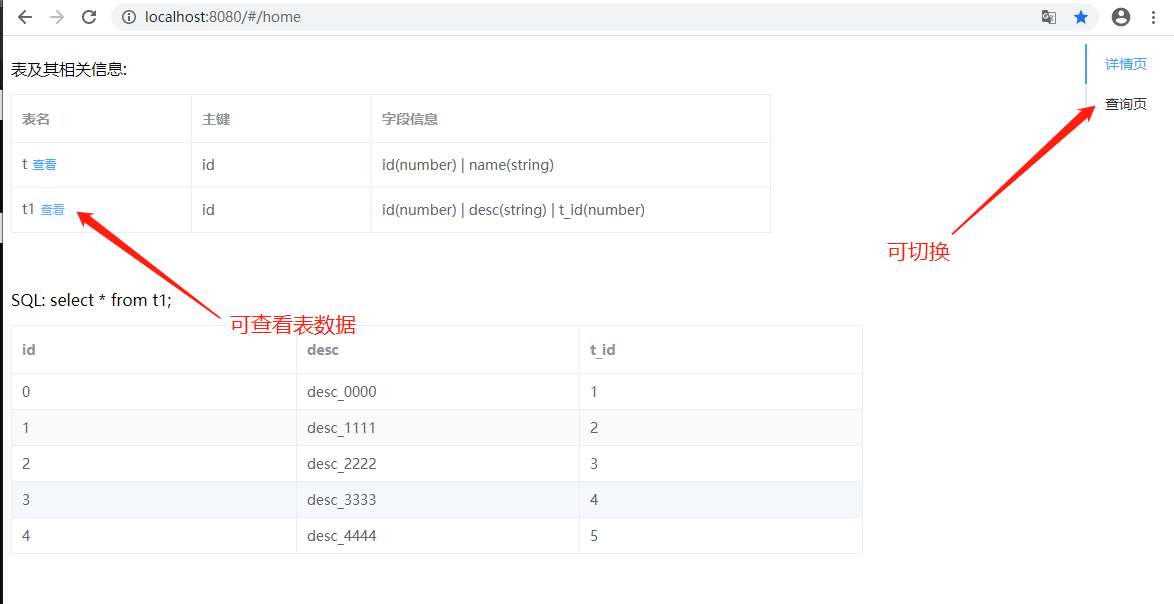 localhost:8080/#/home
详情页
表及其相关信息:
查询页
表名 主键 字段信息
t 查看 id id(number) | name(string)
t1 查看 id id(number) | desc(string) | t_id(number)
可切换
SQL: select * from t1;
可查看表数据
id desc t_id
0 desc_0000 1
1 desc_1111 2
2 desc_2222 3
3 desc_3333 4
4 desc_4444 5